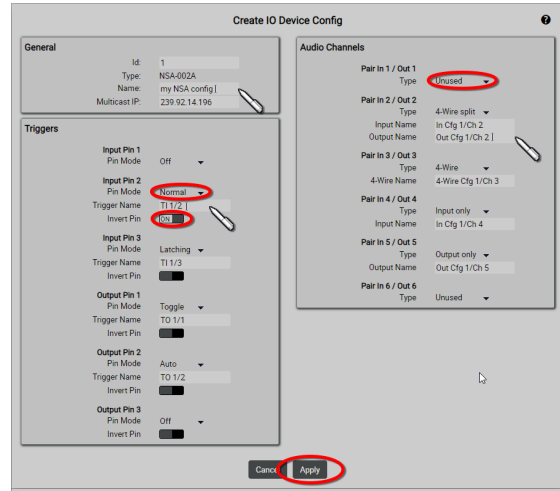 Create IO Device Config
?
General
Id: 1
Type: NSA-002A
Name: my NSA config
Multicast IP: 239.92.14.196
Triggers
Input Pin 1
Pin Mode Off
Input Pin 2
Pin Mode Normal
Trigger Name TI 1/2
Invert Pin ON
Input Pin 3
Pin Mode Latching
Trigger Name TI 1/3
Invert Pin
Output Pin 1
Pin Mode Toggle
Trigger Name TO 1/1
Invert Pin
Output Pin 2
Pin Mode Auto
Trigger Name TO 1/2
Invert Pin
Output Pin 3
Pin Mode Off
Invert Pin
Audio Channels
Pair In 1 / Out 1
Type Unused
Pair In 2 / Out 2
Type 4-Wire split
Input Name In Cfg 1/Ch 2
Output Name Out Cfg 1/Ch 2
Pair In 3 / Out 3
Type 4-Wire
4-Wire Name 4-Wire Cfg 1/Ch 3
Pair In 4 / Out 4
Type Input only
Input Name In Cfg 1/Ch 4
Pair In 5 / Out 5
Type Output only
Output Name Out Cfg 1/Ch 5
Pair In 6 / Out 6
Type Unused
Cancel Apply